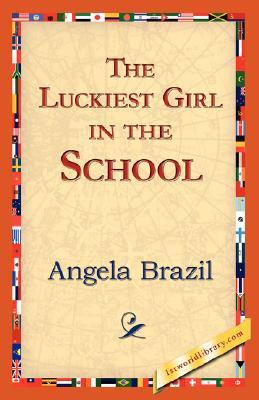 THE
LUCKIEST GIRL
IN THE
SCHOOL
Angela Brazil
1stworldlibrary.com